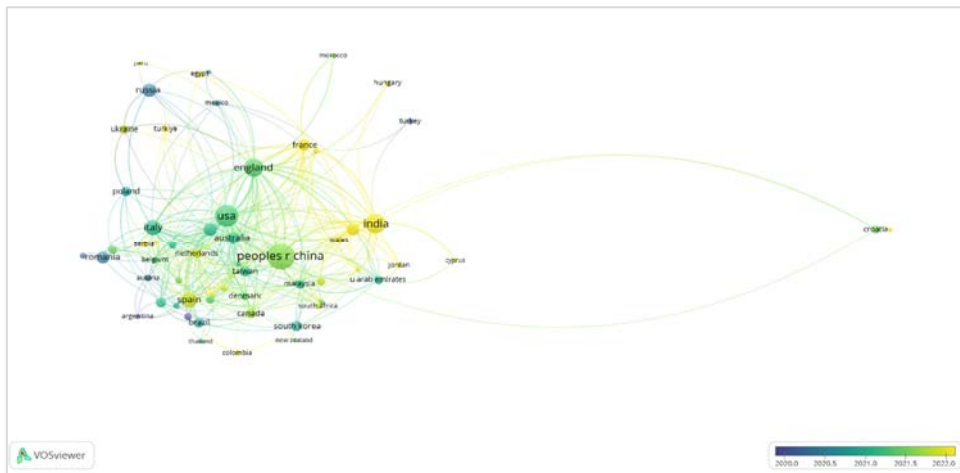 morocco
peru
egypt
hungary
russia
mexico
turkey
ukraine
turkiye
france
england
poland
usa
india
italy
croatia
australia
wales
serbia
netherlands
peoples r china
romania
belgium
cyprus
jordan
taiwan
austria
u arab emirates
malaysia
spain
denmark
south africa
canada
argentina
brazil
south korea
thailand
new zealand
colombia
VOSviewer
2020.0 2020.5 2021.0 2021.5 2022.0